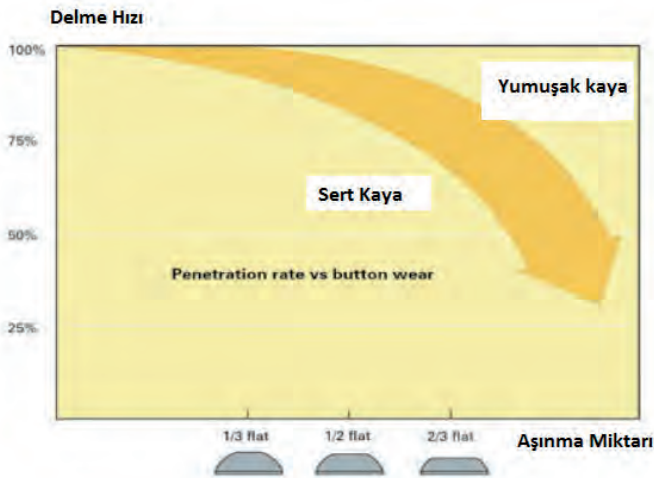 Delme Hızı
100%
Yumuşak kaya
75%
Sert Kaya
50%
Penetration rate vs button wear
25%
1/3 flat 1/2 flat 2/3 flat Aşınma Miktarı